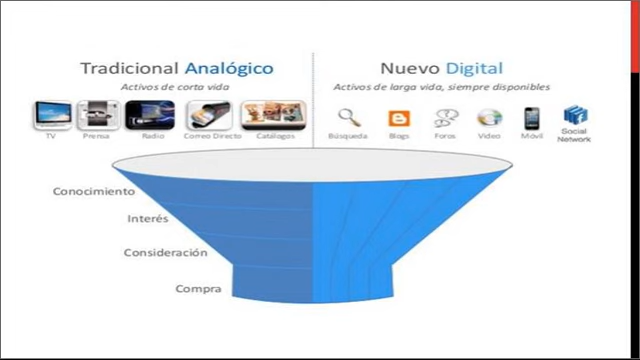 Tradicional Analógico
Activos de corta vida
Nuevo Digital
Activos de larga vida, siempre disponibles
TV
Prensa
Radio
Correo Directo
Catálogos
Búsqueda
Blogs
Foros
Video
Móvil
Social
Network
Conocimiento
Interés
Consideración
Compra